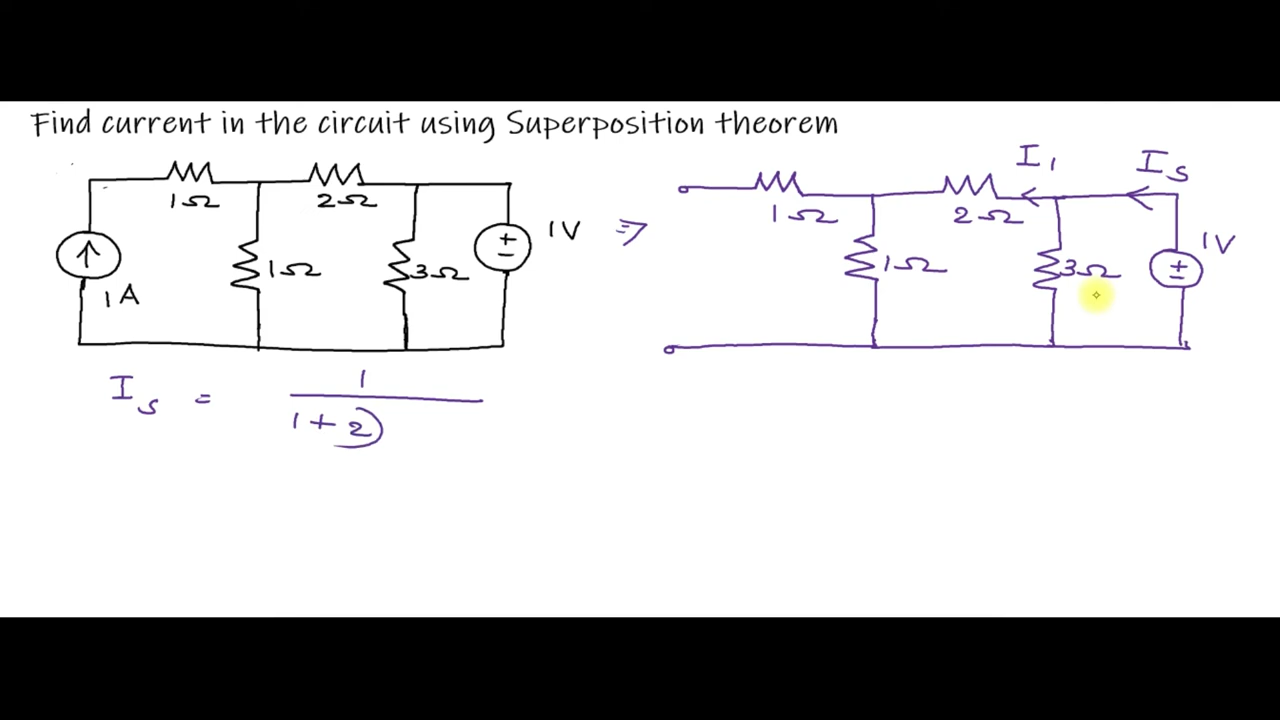 Find current in the circuit using Superposition theorem
1Ω 2Ω
1Ω 3Ω
+ − 1V
1A
⇒
I₁ Iₛ
1Ω 2Ω
1Ω 3Ω
+ − 1V
Iₛ = 1
1+2)